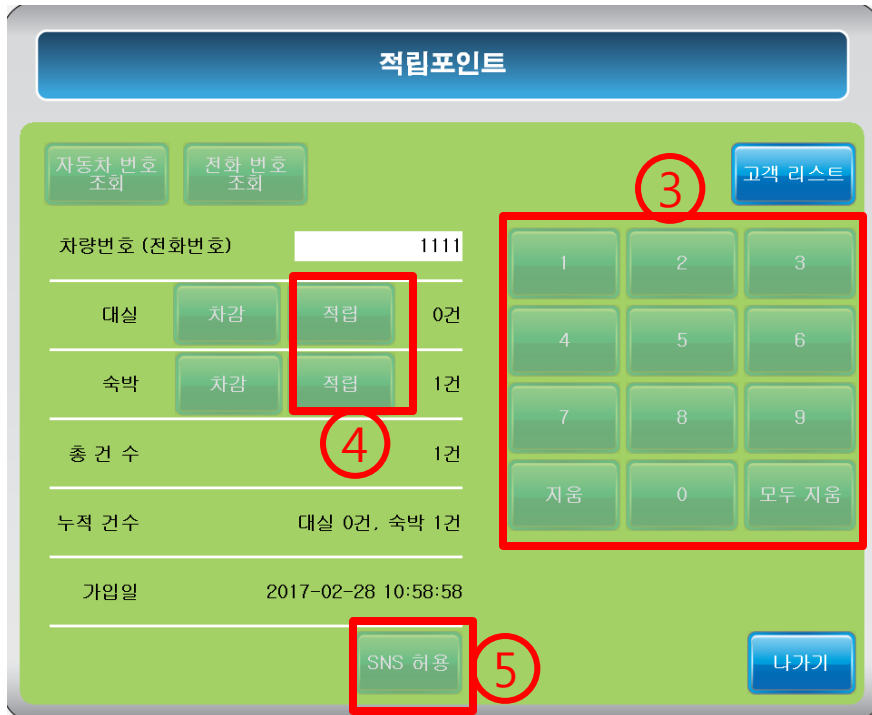 적립포인트
자동차 번호
조회
전화 번호
조회
③
고객 리스트
차량번호 (전화번호)
1111
1
2
3
대실
차감
적립
0건
4
5
6
숙박
차감
적립
1건
④
7
8
9
총 건 수
1건
지움
0
모두 지움
누적 건수
대실 0건, 숙박 1건
가입일
2017-02-28 10:58:58
SNS 허용
⑤
나가기